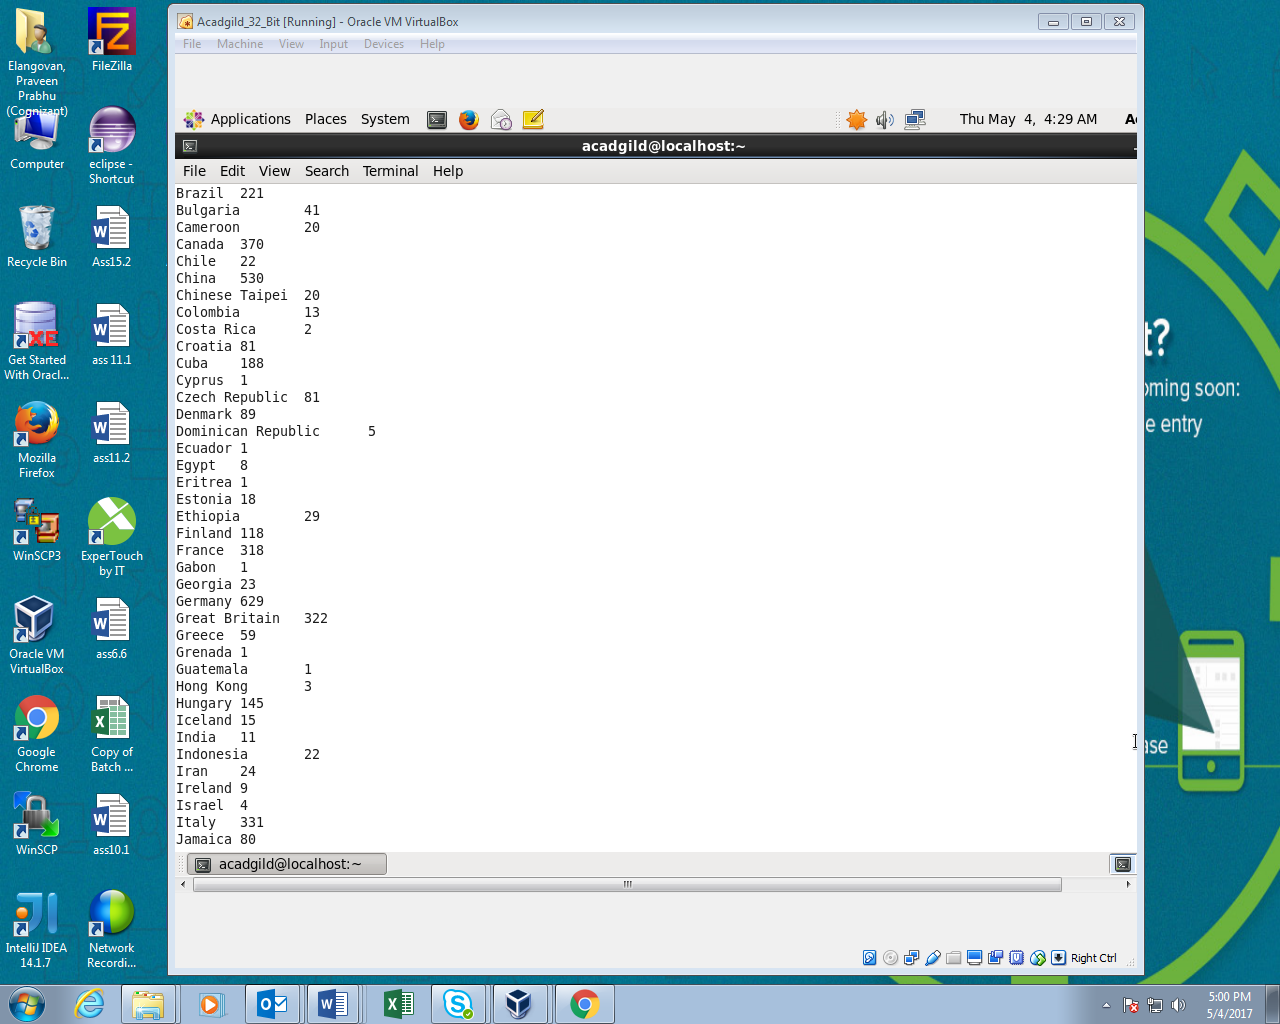 Acadgild_32_Bit [Running] - Oracle VM VirtualBox
File Machine View Input Devices Help
Applications Places System
Thu May 4, 4:29 AM
acadgild@localhost:~
File Edit View Search Terminal Help
Brazil 221
Bulgaria 41
Cameroon 20
Canada 370
Chile 22
China 530
Chinese Taipei 20
Colombia 13
Costa Rica 2
Croatia 81
Cuba 188
Cyprus 1
Czech Republic 81
Denmark 89
Dominican Republic 5
Ecuador 1
Egypt 8
Eritrea 1
Estonia 18
Ethiopia 29
Finland 118
France 318
Gabon 1
Georgia 23
Germany 629
Great Britain 322
Greece 59
Grenada 1
Guatemala 1
Hong Kong 3
Hungary 145
Iceland 15
India 11
Indonesia 22
Iran 24
Ireland 9
Israel 4
Italy 331
Jamaica 80
acadgild@localhost:~
Right Ctrl
Elangovan,
Praveen
Prabhu
(Cognizant)
FileZilla
Computer
eclipse -
Shortcut
Recycle Bin
Ass15.2
Get Started
With Oracl...
ass 11.1
Mozilla
Firefox
ass11.2
WinSCP3
ExperTouch
by IT
Oracle VM
VirtualBox
ass6.6
Google
Chrome
Copy of
Batch ...
WinSCP
ass10.1
IntelliJ IDEA
14.1.7
Network
Recordi...
t?
oming soon:
e entry
ase
5:00 PM
5/4/2017